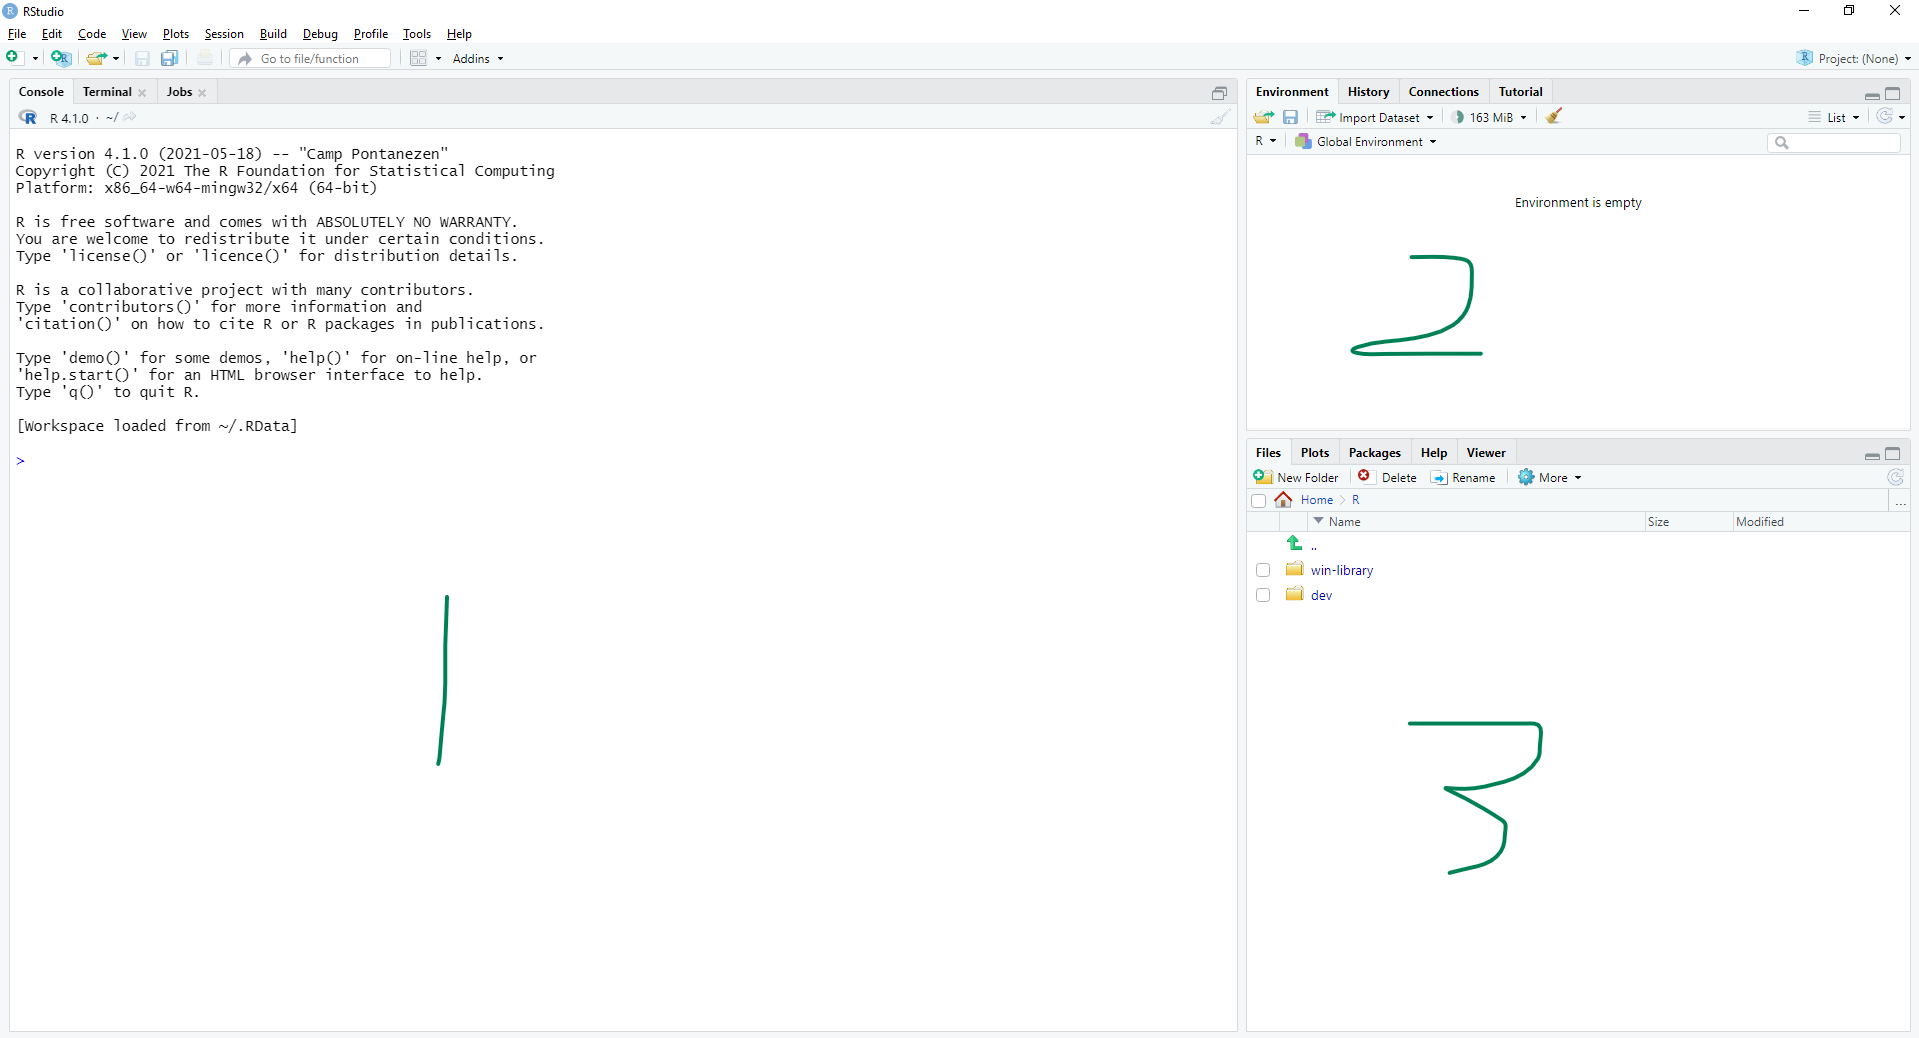 RStudio
File Edit Code View Plots Session Build Debug Profile Tools Help
Go to file/function Addins Project: (None)
Console Terminal Jobs
R 4.1.0 · ~/
R version 4.1.0 (2021-05-18) -- "Camp Pontanezen"
Copyright (C) 2021 The R Foundation for Statistical Computing
Platform: x86_64-w64-mingw32/x64 (64-bit)
R is free software and comes with ABSOLUTELY NO WARRANTY.
You are welcome to redistribute it under certain conditions.
Type 'license()' or 'licence()' for distribution details.
R is a collaborative project with many contributors.
Type 'contributors()' for more information and
'citation()' on how to cite R or R packages in publications.
Type 'demo()' for some demos, 'help()' for on-line help, or
'help.start()' for an HTML browser interface to help.
Type 'q()' to quit R.
[Workspace loaded from ~/.RData]
>
1
Environment History Connections Tutorial
Import Dataset 163 MiB List
R Global Environment
Environment is empty
2
Files Plots Packages Help Viewer
New Folder Delete Rename More
Home R ...
Name Size Modified
..
win-library
dev
3